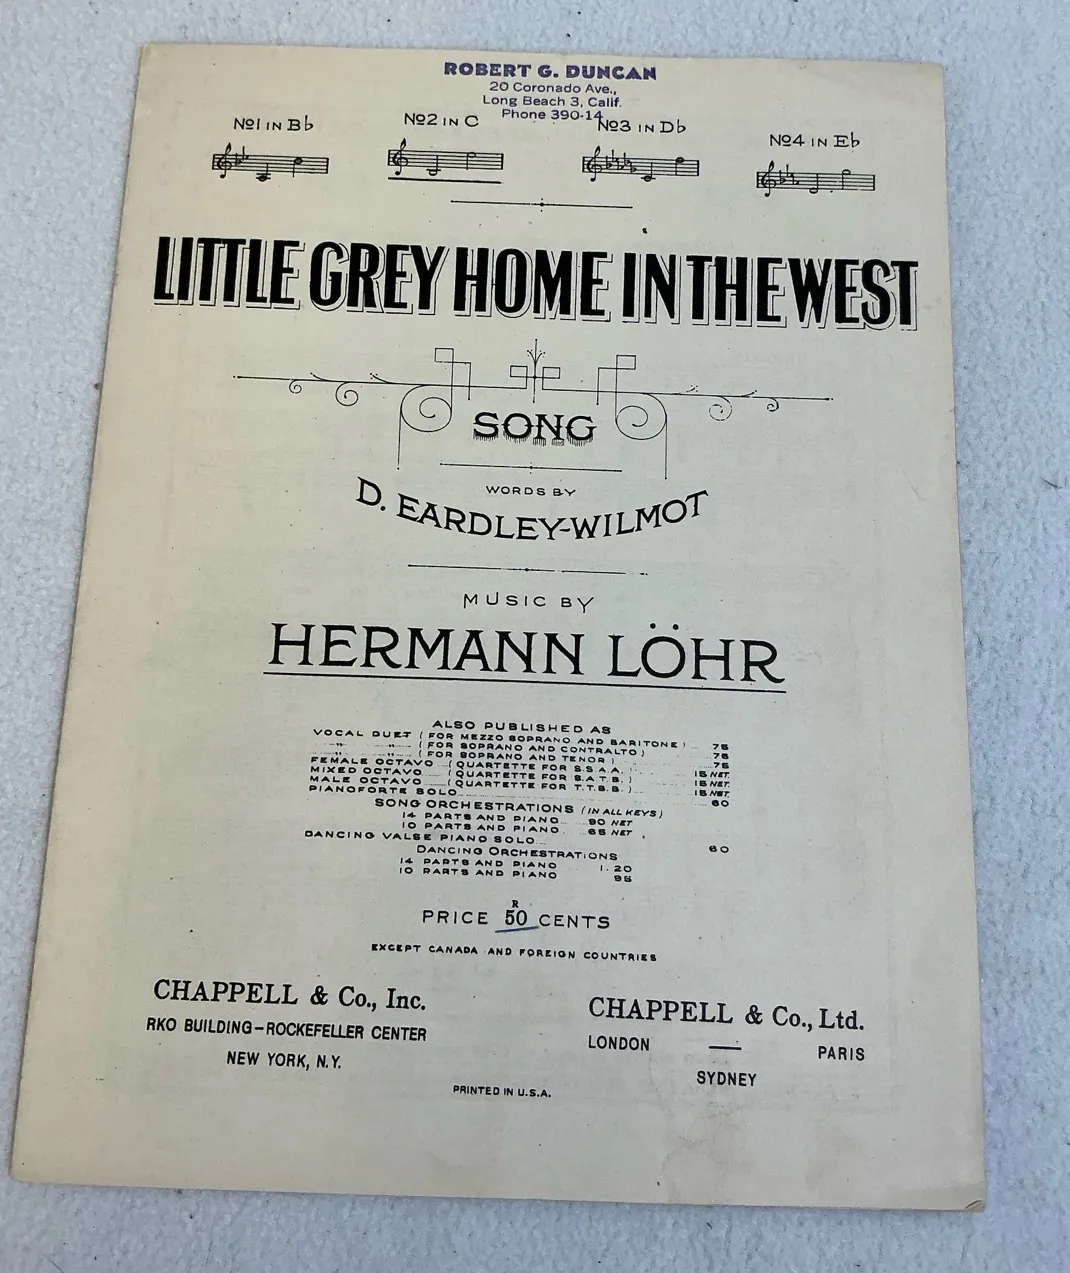 ROBERT G. DUNCAN
20 Coronado Ave.,
Long Beach 3, Calif.
Phone 390-14
No1 IN B♭
No2 IN C
No3 IN D♭
No4 IN E♭
LITTLE GREY HOME IN THE WEST
SONG
WORDS BY
D. EARDLEY-WILMOT
MUSIC BY
HERMANN LÖHR
ALSO PUBLISHED AS
VOCAL DUET (FOR MEZZO SOPRANO AND BARITONE) 75
" " (FOR SOPRANO AND CONTRALTO) 75
" " (FOR SOPRANO AND TENOR) 75
FEMALE OCTAVO (QUARTETTE FOR S.S.A.A. 15 NET.
MIXED OCTAVO (QUARTETTE FOR S.A.T.B.) 15 NET.
MALE OCTAVO (QUARTETTE FOR T.T.B.B.) 15 NET.
PIANOFORTE SOLO 60
SONG ORCHESTRATIONS (IN ALL KEYS)
14 PARTS AND PIANO 90 NET
10 PARTS AND PIANO 65 NET
DANCING VALSE PIANO SOLO 60
DANCING ORCHESTRATIONS
14 PARTS AND PIANO 1.20
10 PARTS AND PIANO 95
R
PRICE 50 CENTS
EXCEPT CANADA AND FOREIGN COUNTRIES
CHAPPELL & Co., Inc.
RKO BUILDING-ROCKEFELLER CENTER
NEW YORK, N.Y.
CHAPPELL & Co., Ltd.
LONDON — PARIS
SYDNEY
PRINTED IN U.S.A.